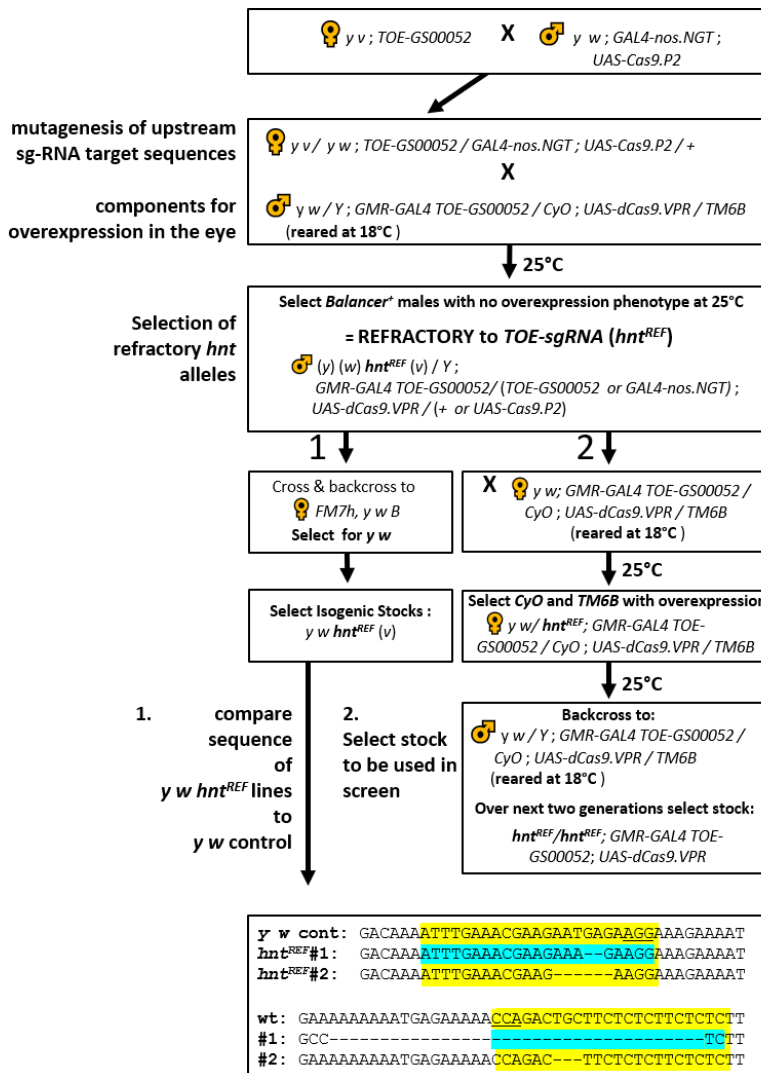 y v ; TOE-GS00052 X y w ; GAL4-nos.NGT ;
UAS-Cas9.P2
mutagenesis of upstream
sg-RNA target sequences
y v / y w ; TOE-GS00052 / GAL4-nos.NGT ; UAS-Cas9.P2 / +
X
components for
overexpression in the eye
y w / Y ; GMR-GAL4 TOE-GS00052 / CyO ; UAS-dCas9.VPR / TM6B
(reared at 18°C )
25°C
Selection of
refractory hnt
alleles
Select Balancer⁺ males with no overexpression phenotype at 25°C
= REFRACTORY to TOE-sgRNA (hntᴿᴱꟳ)
(y) (w) hntᴿᴱꟳ (v) / Y ;
GMR-GAL4 TOE-GS00052/ (TOE-GS00052 or GAL4-nos.NGT) ;
UAS-dCas9.VPR / (+ or UAS-Cas9.P2)
1
2
Cross & backcross to
FM7h, y w B
Select for y w
X y w; GMR-GAL4 TOE-GS00052 /
CyO ; UAS-dCas9.VPR / TM6B
(reared at 18°C )
25°C
Select Isogenic Stocks :
y w hntᴿᴱꟳ (v)
Select CyO and TM6B with overexpression
y w/ hntᴿᴱꟳ; GMR-GAL4 TOE-
GS00052 / CyO ; UAS-dCas9.VPR / TM6B
25°C
1. compare
sequence
of
y w hntᴿᴱꟳ lines
to
y w control
2.
Select stock
to be used in
screen
Backcross to:
y w / Y ; GMR-GAL4 TOE-GS00052 /
CyO ; UAS-dCas9.VPR / TM6B
(reared at 18°C )
Over next two generations select stock:
hntᴿᴱꟳ/hntᴿᴱꟳ; GMR-GAL4 TOE-
GS00052; UAS-dCas9.VPR
y w cont: GACAAAATTTGAAACGAAGAATGAGAAGGAAAGAAAAT
hntᴿᴱꟳ#1: GACAAAATTTGAAACGAAGAAA--GAAGGAAAGAAAAT
hntᴿᴱꟳ#2: GACAAAATTTGAAACGAAG------AAGGAAAGAAAAT
wt: GAAAAAAAAAATGAGAAAAACCAGACTGCTTCTCTCTTCTCTCTTT
#1: GCC------------------------------------TCTT
#2: GAAAAAAAAAATGAGAAAAACCAGAC---TTCTCTCTTCTCTCTTT